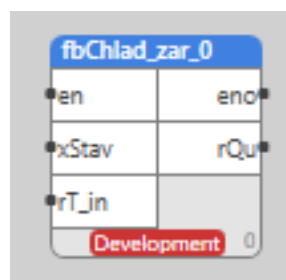 fbChlad_zar_0
en eno
xStav rQu
rT_in
Development 0